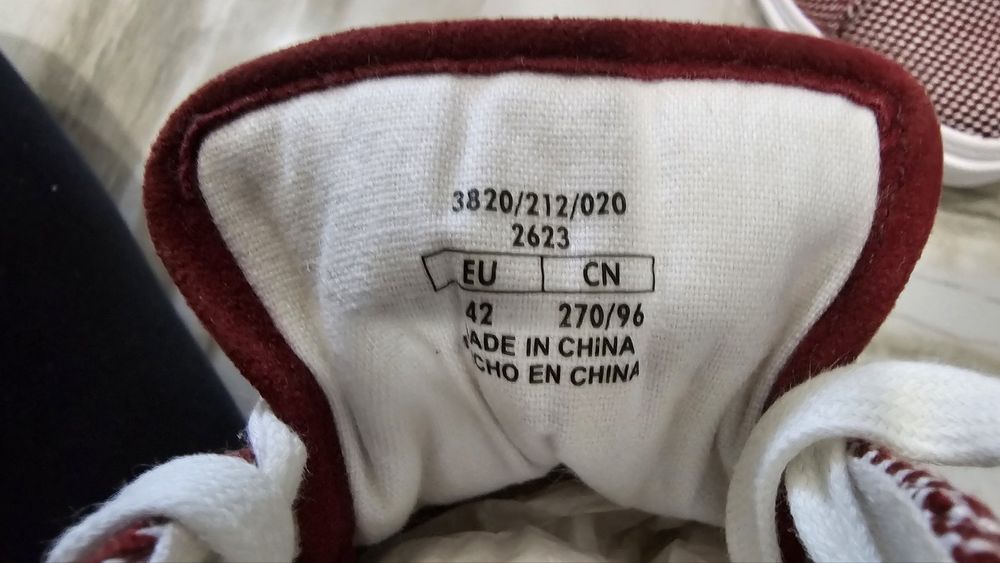 3820/212/020
2623
EU CN
42 270/96
ADE IN CHINA
CHO EN CHINA